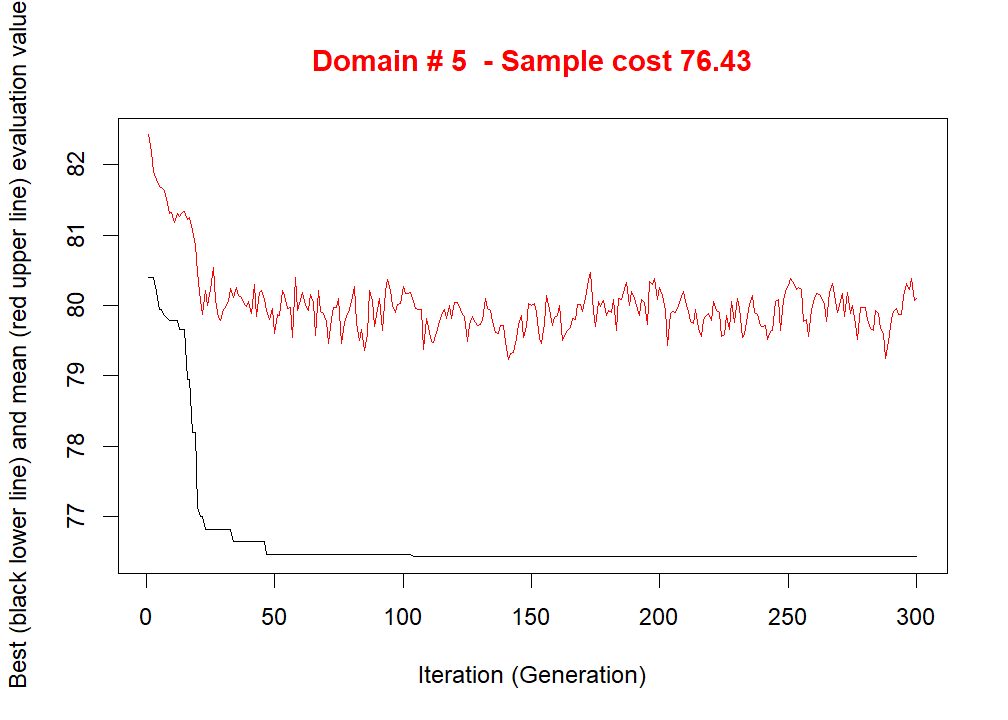 Domain # 5  - Sample cost 76.43
Best (black lower line) and mean (red upper line) evaluation value
82
81
80
79
78
77
0 50 100 150 200 250 300
Iteration (Generation)